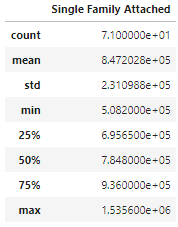 Single Family Attached
count 7.100000e+01
mean 8.472028e+05
std 2.310988e+05
min 5.082000e+05
25% 6.956500e+05
50% 7.848000e+05
75% 9.360000e+05
max 1.535600e+06